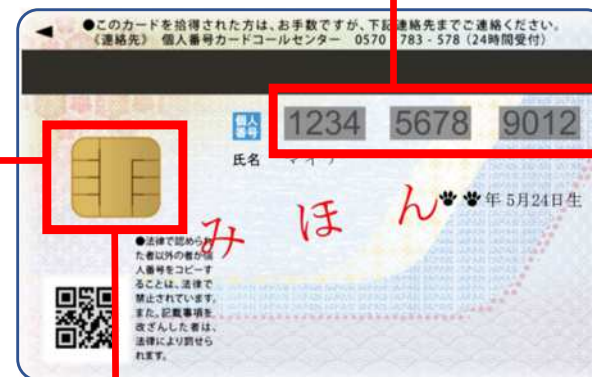 ●このカードを拾得された方は、お手数ですが、下記連絡先までご連絡ください。
《連絡先》 個人番号カードコールセンター 0570 - 783 - 578 (24時間受付)
個人番号 1234 5678 9012
氏名
年 5月24日生
みほん
●法律で認められ
た者以外の者が個
人番号をコピーす
ることは、法律で
禁止されています。
また、記載事項を
改ざんした者は、
法律により罰せら
れます。